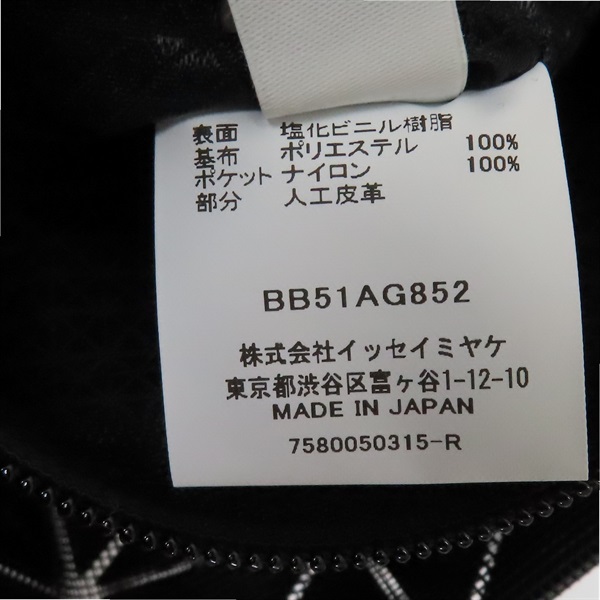 表面 塩化ビニル樹脂
基布 ポリエステル 100%
ポケット ナイロン 100%
部分 人工皮革
BB51AG852
株式会社イッセイミヤケ
東京都渋谷区富ヶ谷1-12-10
MADE IN JAPAN
7580050315-R